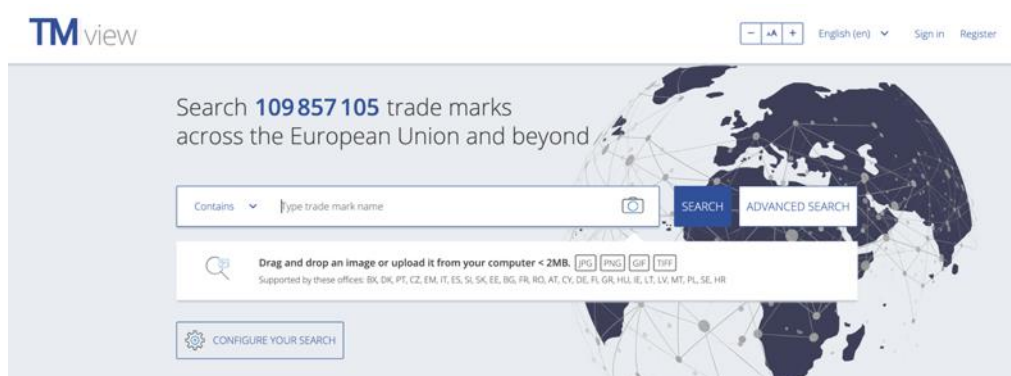 TM view
- AA +
English (en)
Sign in
Register
Search 109 857 105 trade marks
across the European Union and beyond
Contains
Type trade mark name
SEARCH
ADVANCED SEARCH
Drag and drop an image or upload it from your computer < 2MB. JPG PNG GIF TIFF
Supported by these offices: BX, DK, PT, CZ, EM, IT, ES, SI, SK, EE, BG, FR, RO, AT, CY, DE, FI, GR, HU, IE, LT, LV, MT, PL, SE, HR
CONFIGURE YOUR SEARCH